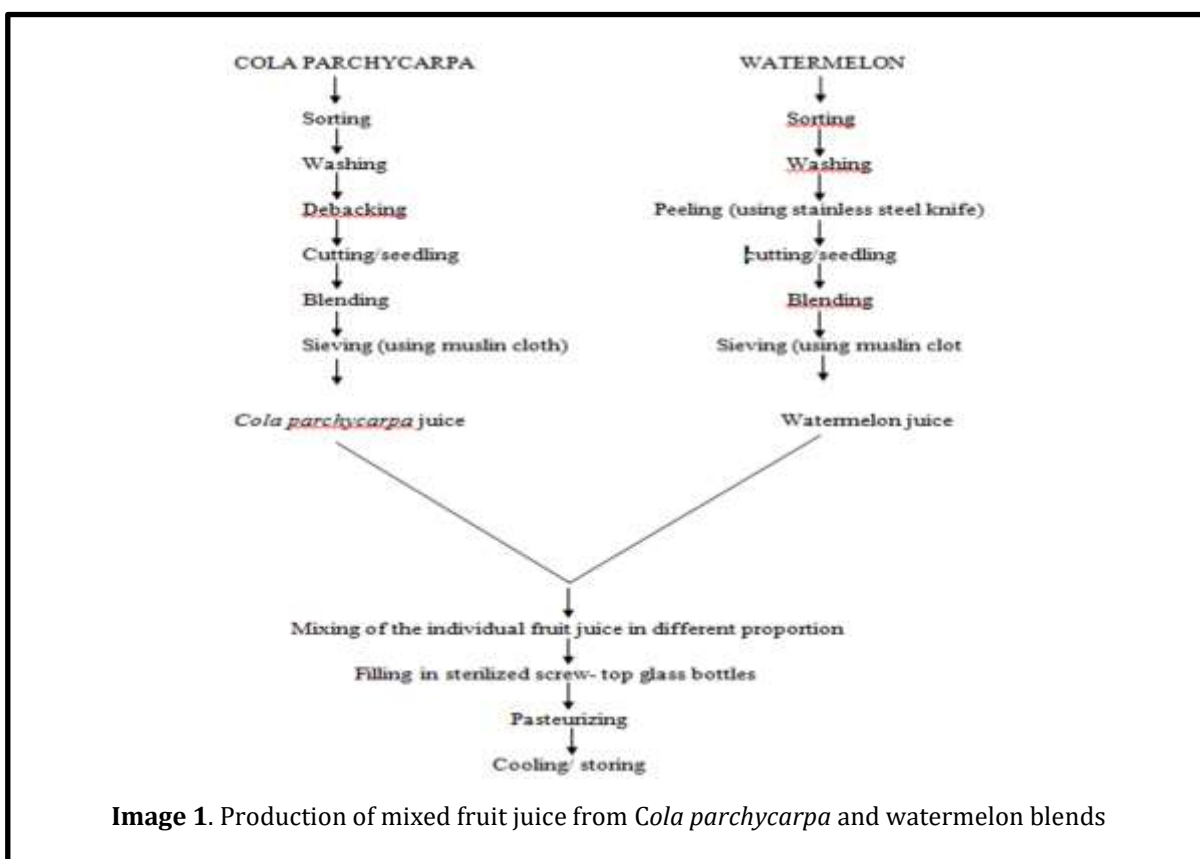 COLA PARCHYCARPA
Sorting
Washing
Debacking
Cutting/seedling
Blending
Sieving (using muslin cloth)
Cola parchycarpa juice
WATERMELON
Sorting
Washing
Peeling (using stainless steel knife)
cutting/seedling
Blending
Sieving (using muslin clot
Watermelon juice
Mixing of the individual fruit juice in different proportion
Filling in sterilized screw- top glass bottles
Pasteurizing
Cooling/ storing
Image 1. Production of mixed fruit juice from Cola parchycarpa and watermelon blends